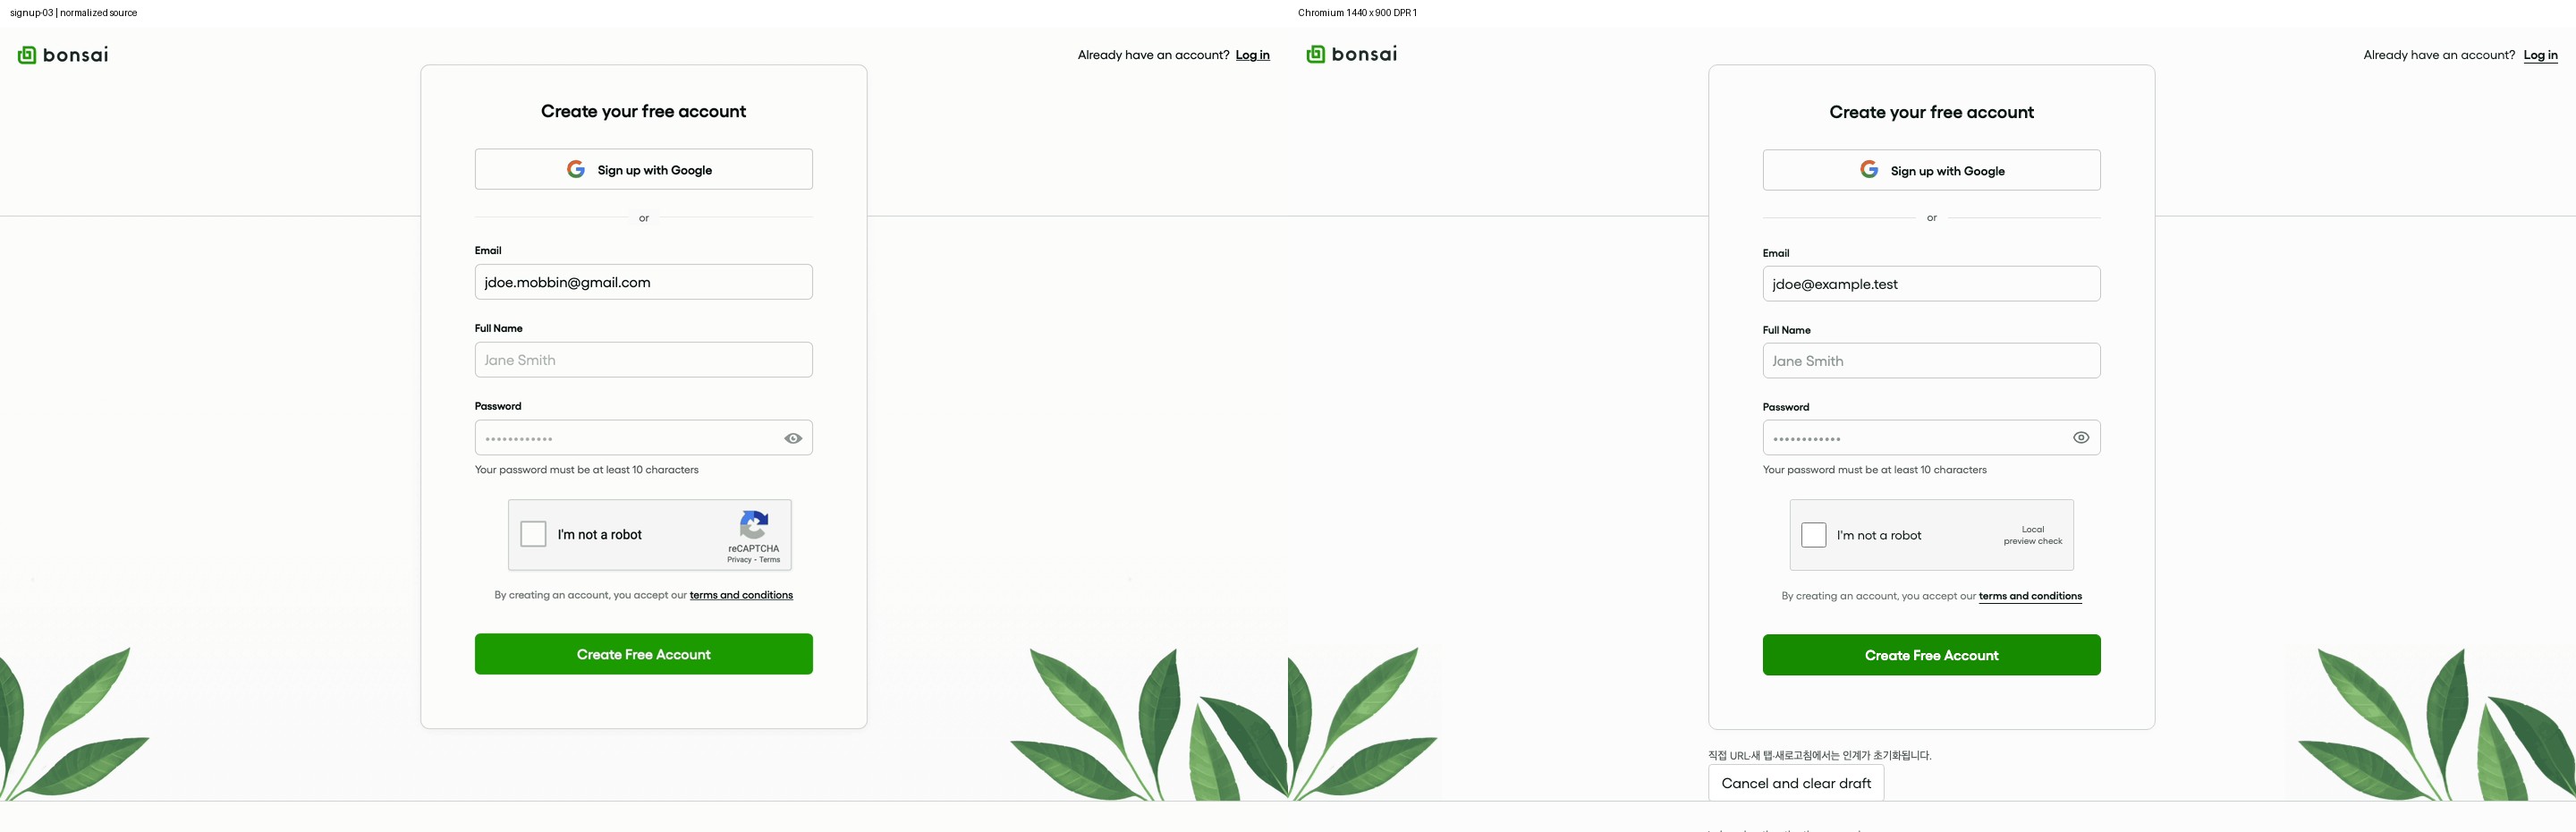 signup-03 | normalized source
Chromium 1440 x 900 DPR 1
bonsai
Already have an account? Log in
Create your free account
Sign up with Google
or
Email
jdoe.mobbin@gmail.com
Full Name
Jane Smith
Password
Your password must be at least 10 characters
I'm not a robot
reCAPTCHA
Privacy - Terms
By creating an account, you accept our terms and conditions
Create Free Account
bonsai
Already have an account? Log in
Create your free account
Sign up with Google
or
Email
jdoe@example.test
Full Name
Jane Smith
Password
Your password must be at least 10 characters
I'm not a robot
Local
preview check
By creating an account, you accept our terms and conditions
Create Free Account
직접 URL·새 탭·새로고침에서는 인계가 초기화됩니다.
Cancel and clear draft